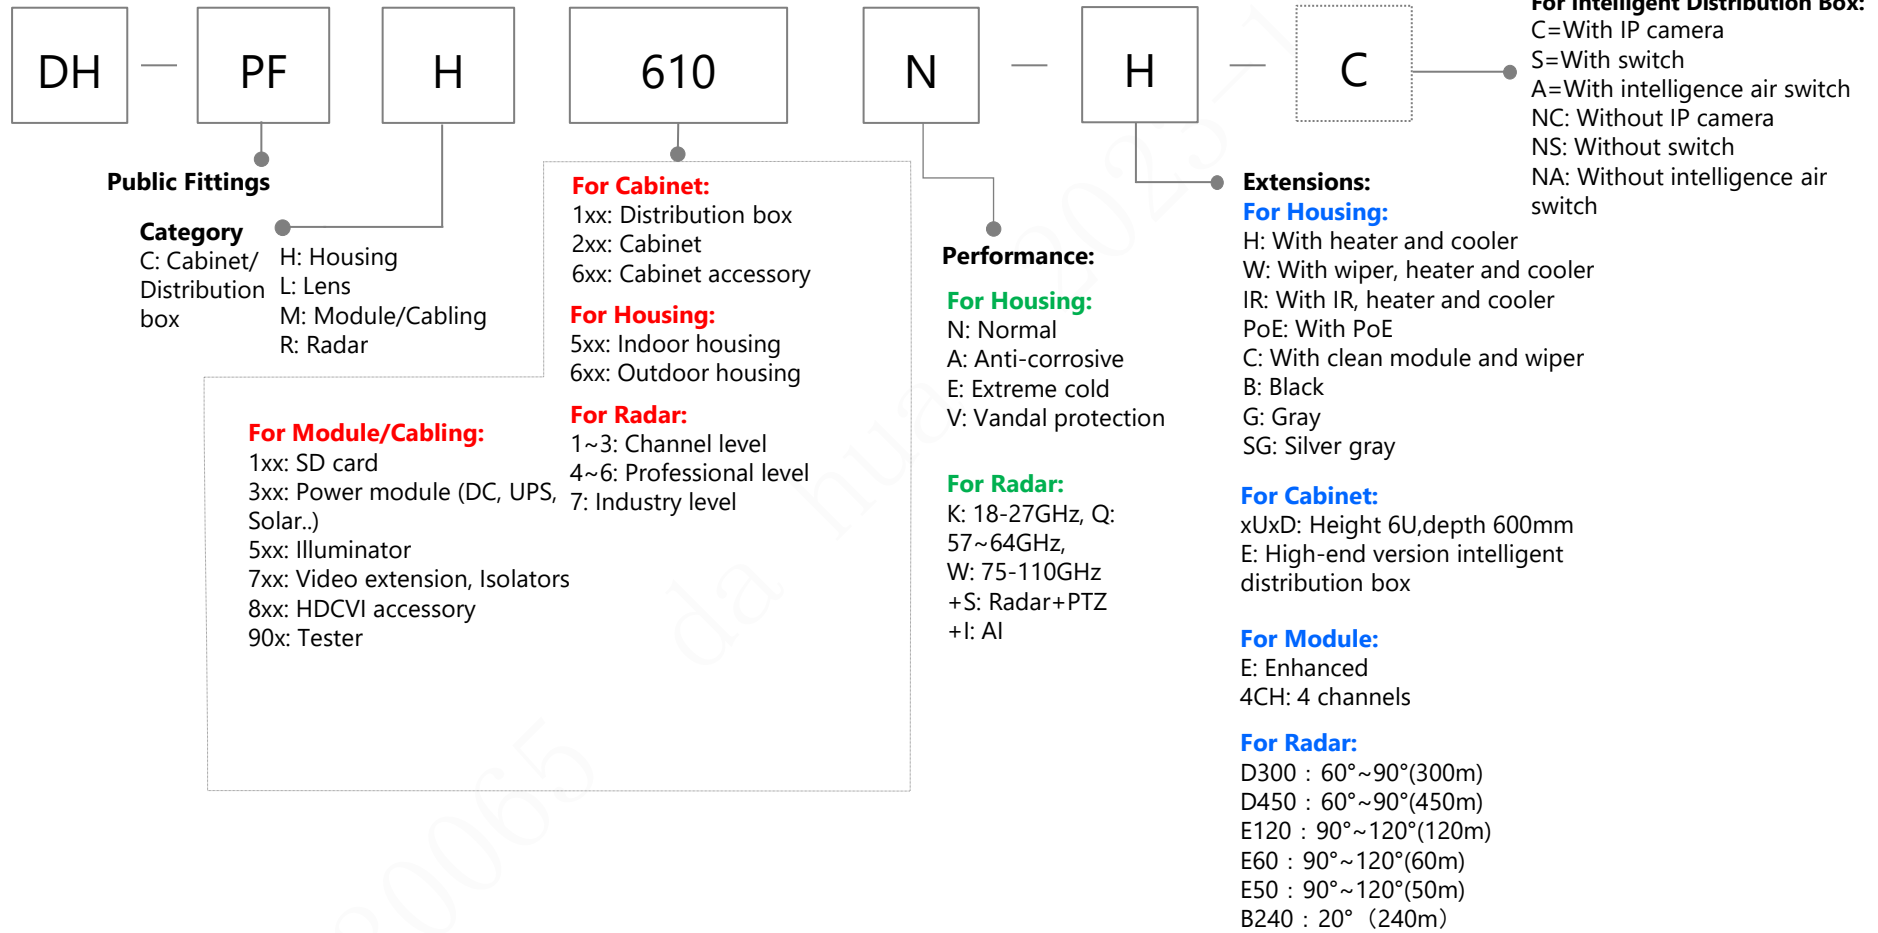 DH — PF H 610 N — H — C
For Intelligent Distribution Box:
C=With IP camera
S=With switch
A=With intelligence air switch
NC: Without IP camera
NS: Without switch
NA: Without intelligence air
switch
Public Fittings
Category
C: Cabinet/
Distribution
box
H: Housing
L: Lens
M: Module/Cabling
R: Radar
For Cabinet:
1xx: Distribution box
2xx: Cabinet
6xx: Cabinet accessory
For Housing:
5xx: Indoor housing
6xx: Outdoor housing
For Radar:
1~3: Channel level
4~6: Professional level
7: Industry level
For Module/Cabling:
1xx: SD card
3xx: Power module (DC, UPS,
Solar..)
5xx: Illuminator
7xx: Video extension, Isolators
8xx: HDCVI accessory
90x: Tester
Performance:
For Housing:
N: Normal
A: Anti-corrosive
E: Extreme cold
V: Vandal protection
For Radar:
K: 18-27GHz, Q:
57~64GHz,
W: 75-110GHz
+S: Radar+PTZ
+I: AI
Extensions:
For Housing:
H: With heater and cooler
W: With wiper, heater and cooler
IR: With IR, heater and cooler
PoE: With PoE
C: With clean module and wiper
B: Black
G: Gray
SG: Silver gray
For Cabinet:
xUxD: Height 6U,depth 600mm
E: High-end version intelligent
distribution box
For Module:
E: Enhanced
4CH: 4 channels
For Radar:
D300：60°~90°(300m)
D450：60°~90°(450m)
E120：90°~120°(120m)
E60：90°~120°(60m)
E50：90°~120°(50m)
B240：20°（240m）